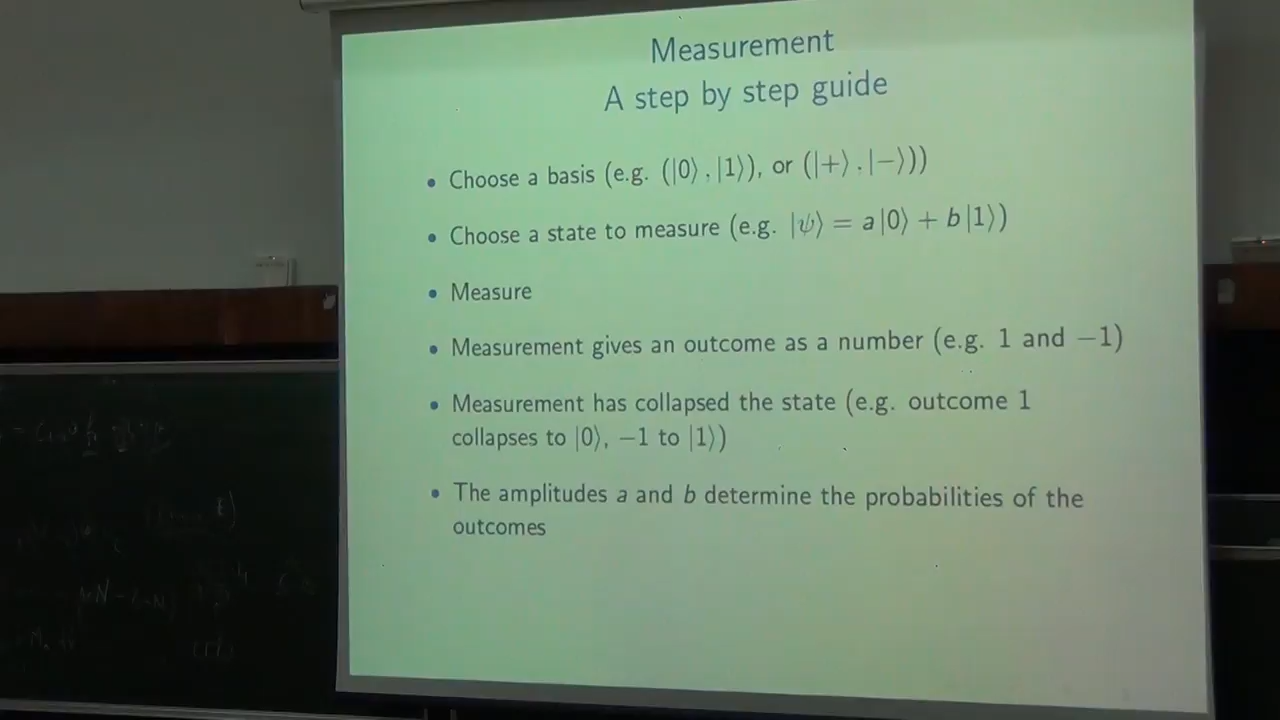 Measurement
A step by step guide
• Choose a basis (e.g. (|0⟩ , |1⟩), or (|+⟩ , |−⟩)))
• Choose a state to measure (e.g. |ψ⟩ = a |0⟩ + b |1⟩)
• Measure
• Measurement gives an outcome as a number (e.g. 1 and −1)
• Measurement has collapsed the state (e.g. outcome 1
collapses to |0⟩, −1 to |1⟩)
• The amplitudes a and b determine the probabilities of the
outcomes